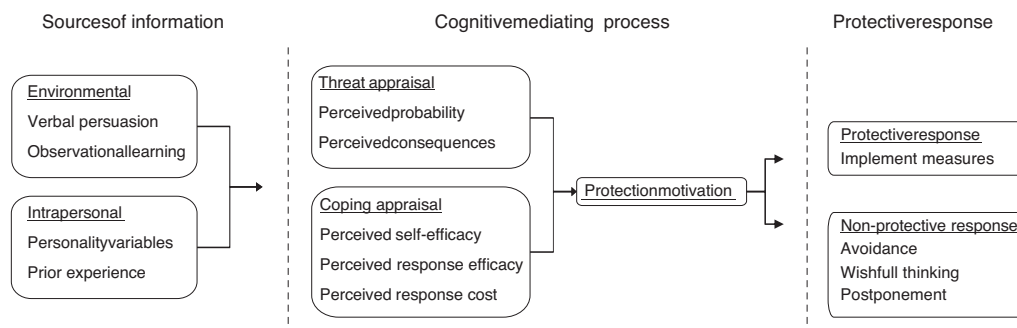 Sourcesof information
Cognitivemediating process
Protectiveresponse
Environmental
Verbal persuasion
Observationallearning
Intrapersonal
Personalityvariables
Prior experience
Threat appraisal
Perceivedprobability
Perceivedconsequences
Coping appraisal
Perceived self-efficacy
Perceived response efficacy
Perceived response cost
Protectionmotivation
Protectiveresponse
Implement measures
Non-protective response
Avoidance
Wishfull thinking
Postponement